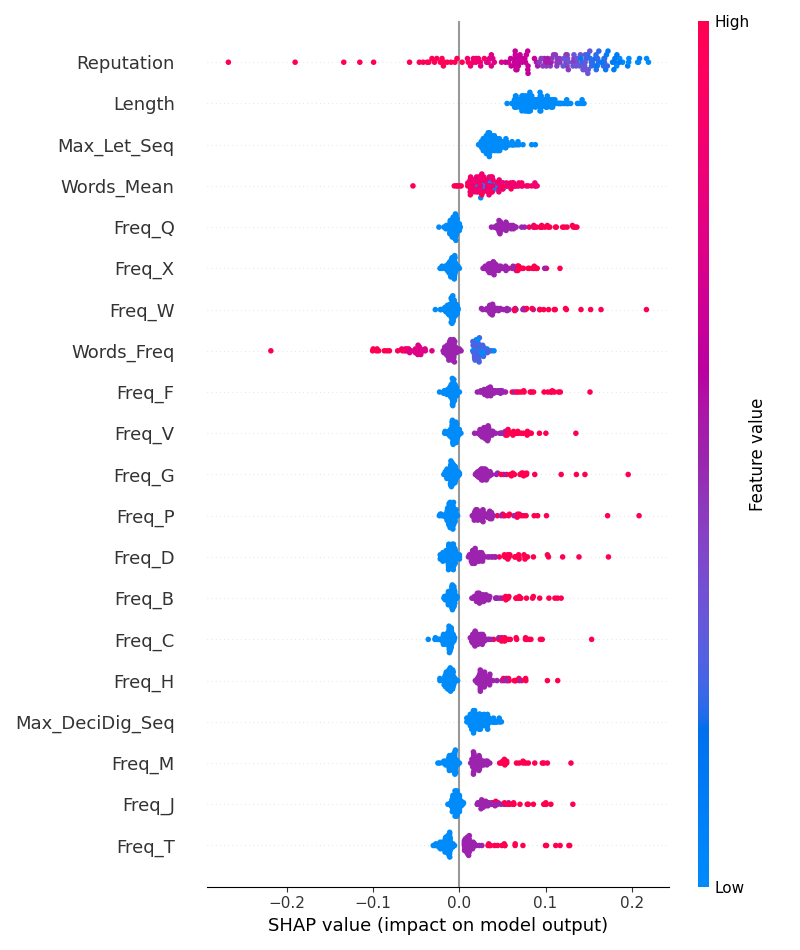 High
Reputation
Length
Max_Let_Seq
Words_Mean
Freq_Q
Freq_X
Freq_W
Words_Freq
Freq_F
Freq_V
Freq_G
Freq_P
Freq_D
Freq_B
Freq_C
Freq_H
Max_DeciDig_Seq
Freq_M
Freq_J
Freq_T
Feature value
Low
−0.2 −0.1 0.0 0.1 0.2
SHAP value (impact on model output)